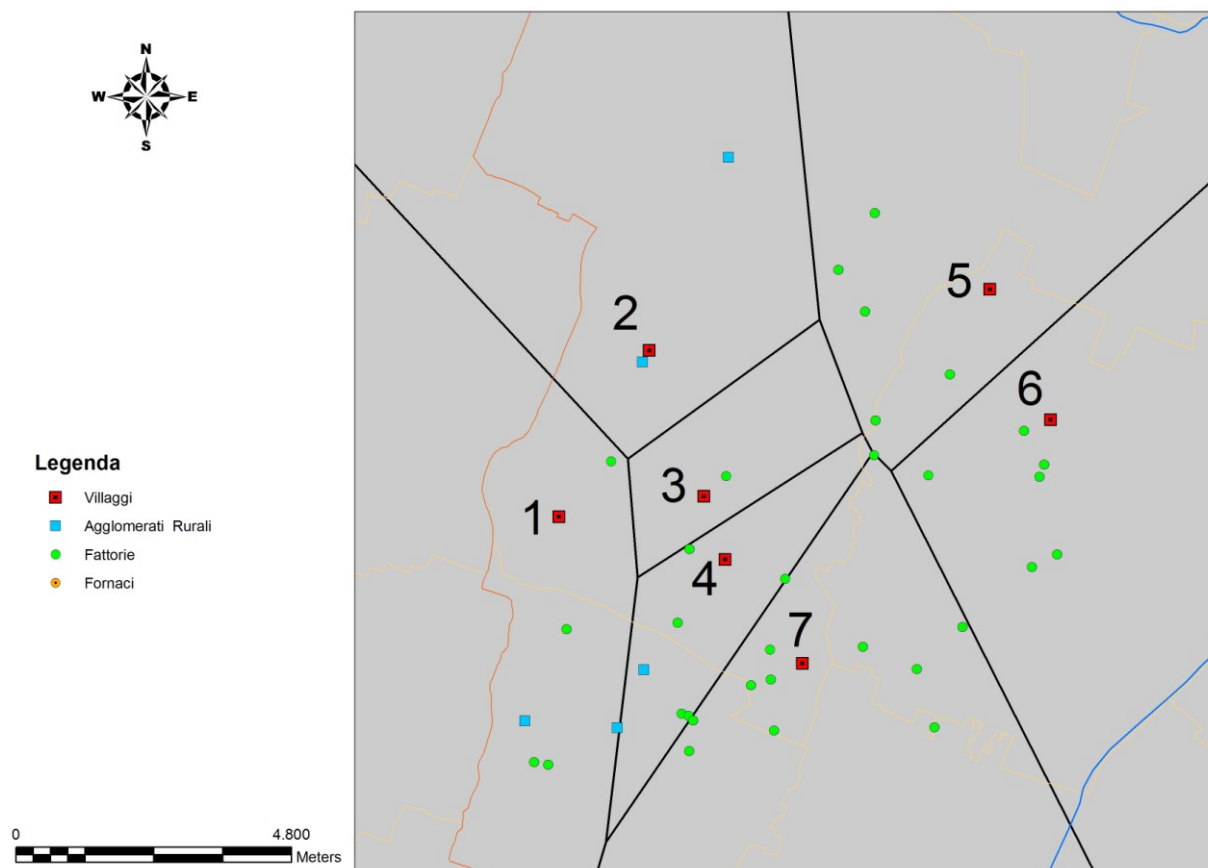 N
W E
S
2
5
6
3
1
4
7
Legenda
Villaggi
Agglomerati Rurali
Fattorie
Fornaci
0 4.800
Meters